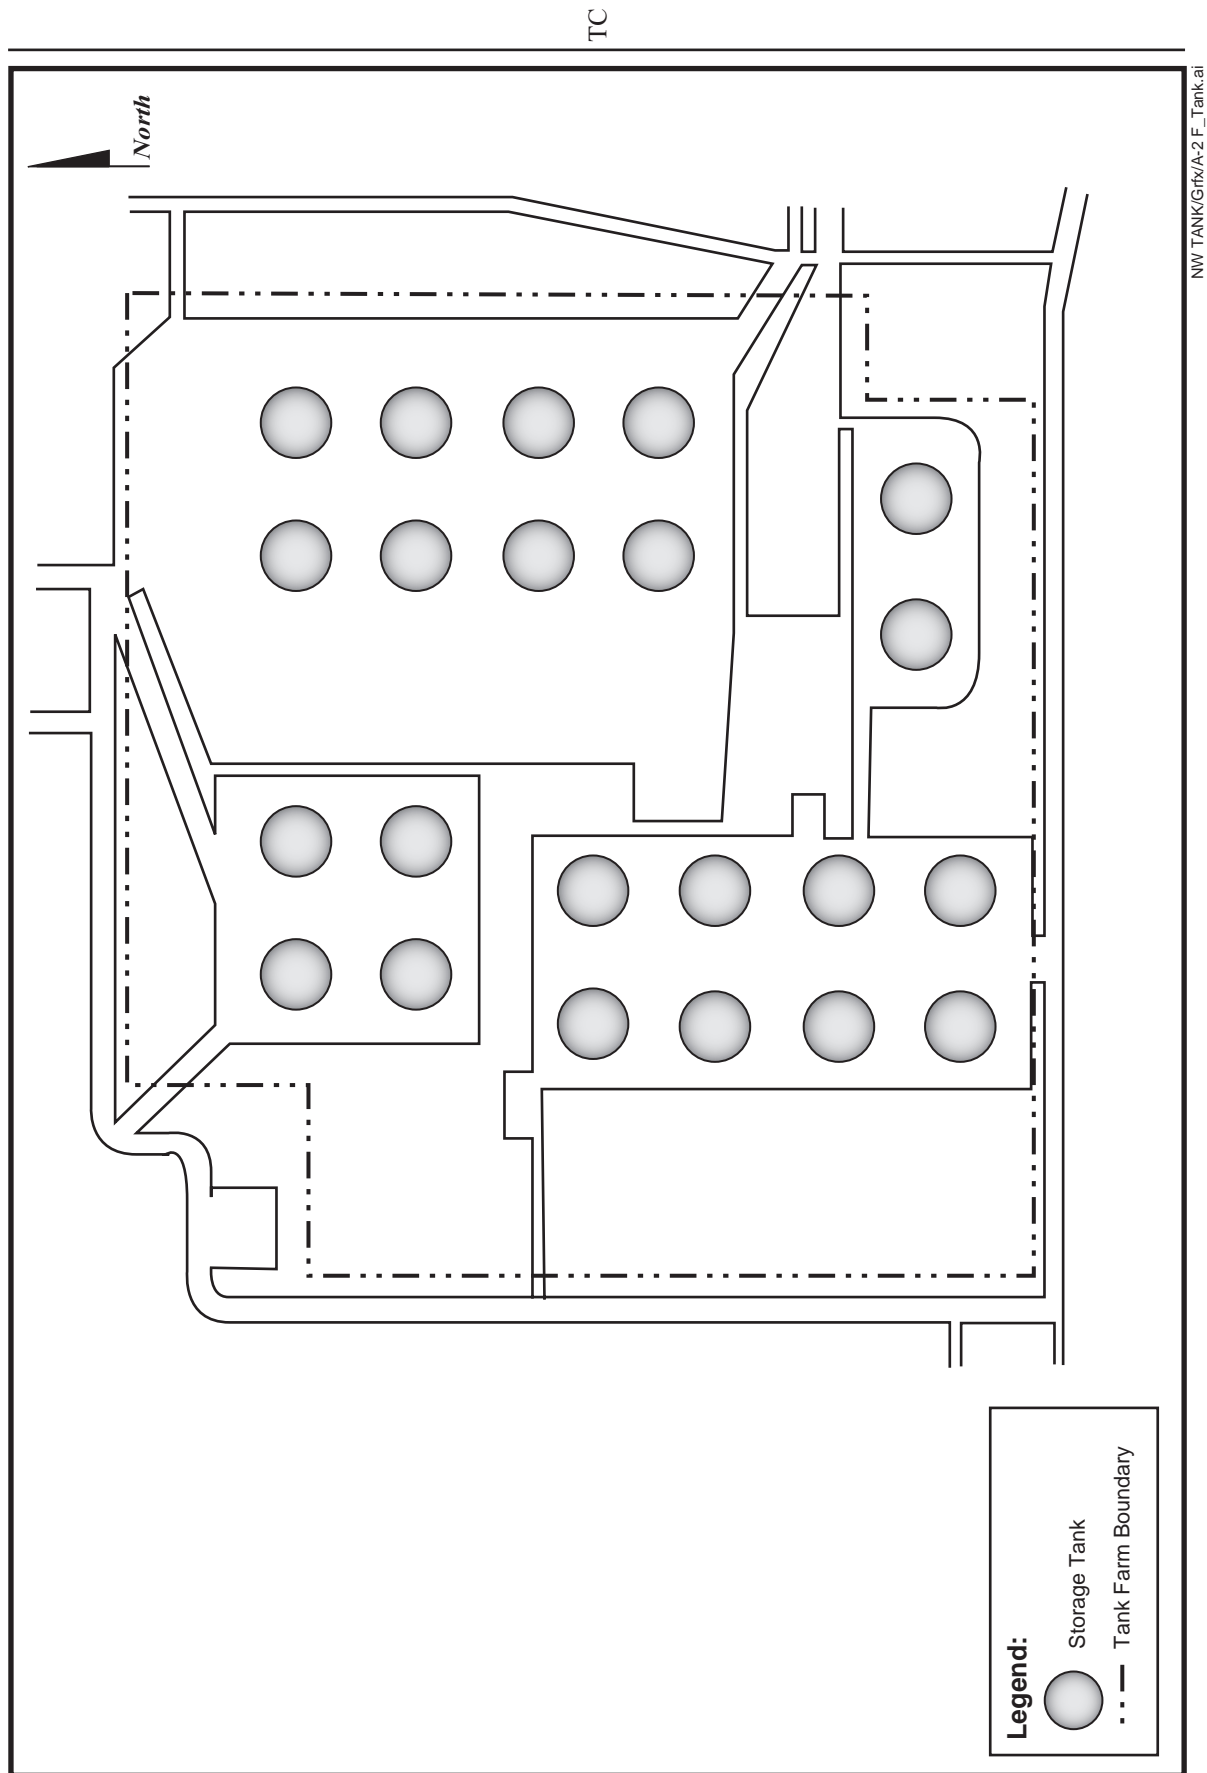 TC
North
NW TANK/Grfx/A-2 F_Tank.ai
Legend:
Storage Tank
Tank Farm Boundary